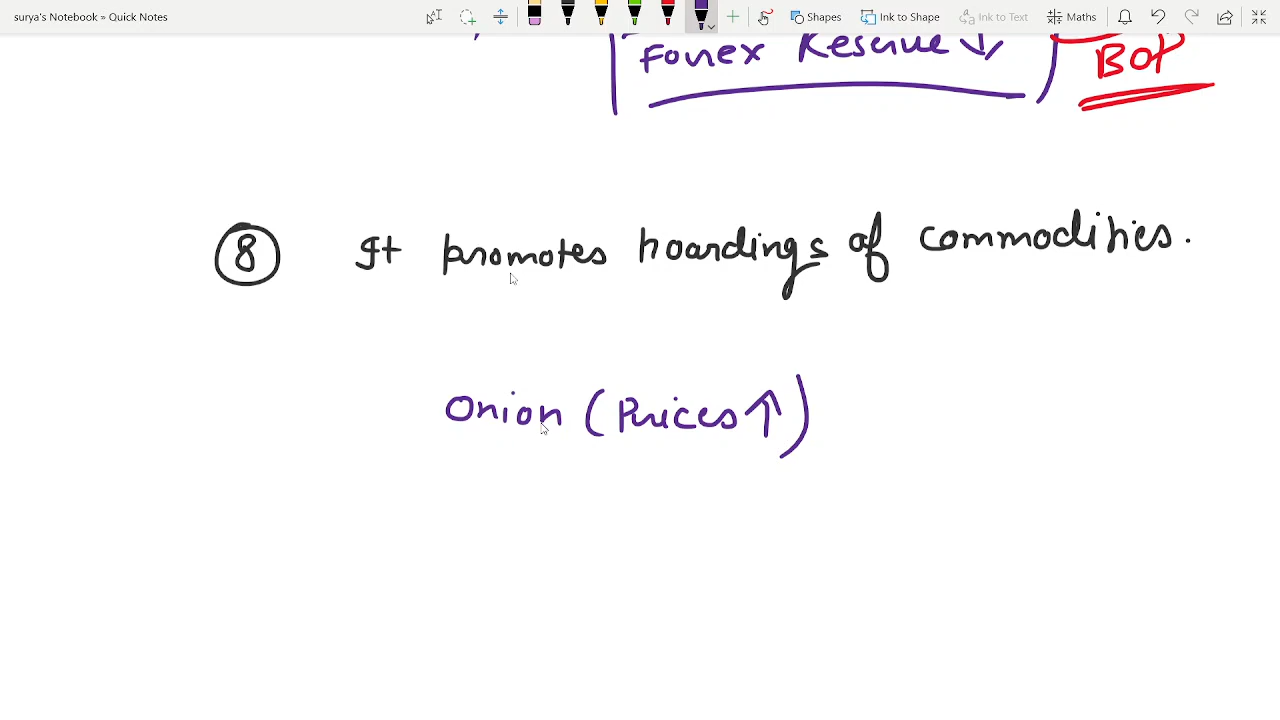 surya's Notebook » Quick Notes
Shapes
Ink to Shape
Ink to Text
Maths
Forex Reserve ↓
BOP
8 It promotes hoardings of commodities.
Onion (Prices ↑)